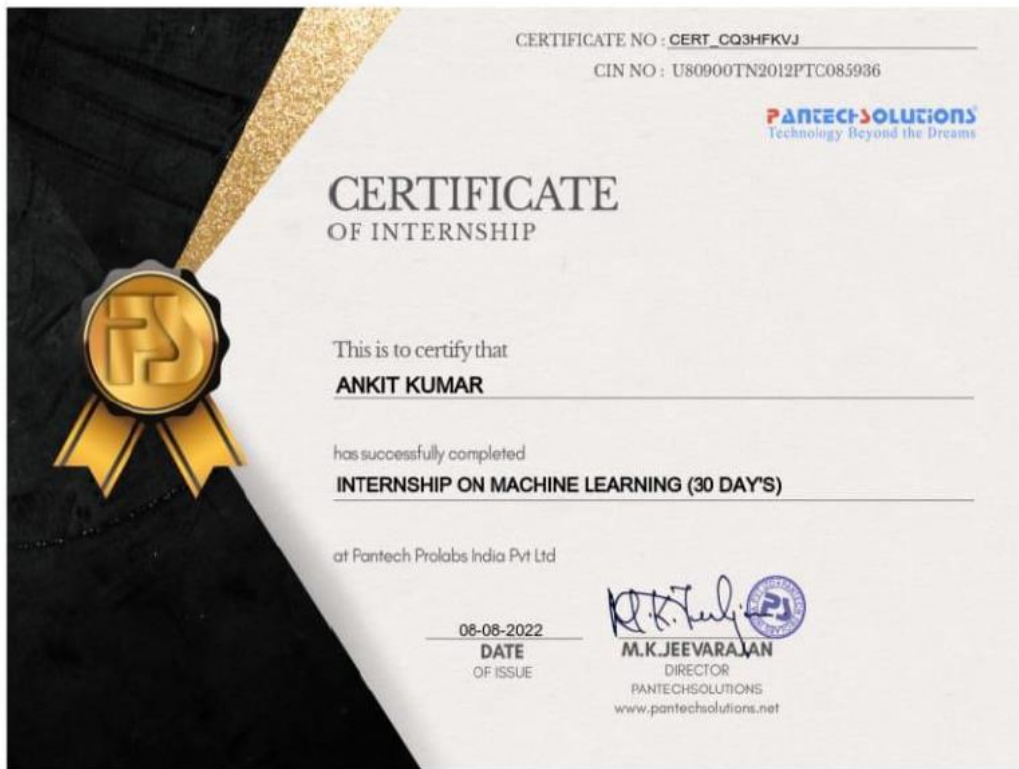 CERTIFICATE NO : CERT_CQ3HFKVJ
CIN NO : U80900TN2012PTC085936
PANTECHSOLUTIONS
Technology Beyond the Dreams
CERTIFICATE
OF INTERNSHIP
This is to certify that
ANKIT KUMAR
has successfully completed
INTERNSHIP ON MACHINE LEARNING (30 DAY'S)
at Pantech Prolabs India Pvt Ltd
08-08-2022
DATE
OF ISSUE
M.K.JEEVARAJAN
DIRECTOR
PANTECHSOLUTIONS
www.pantechsolutions.net